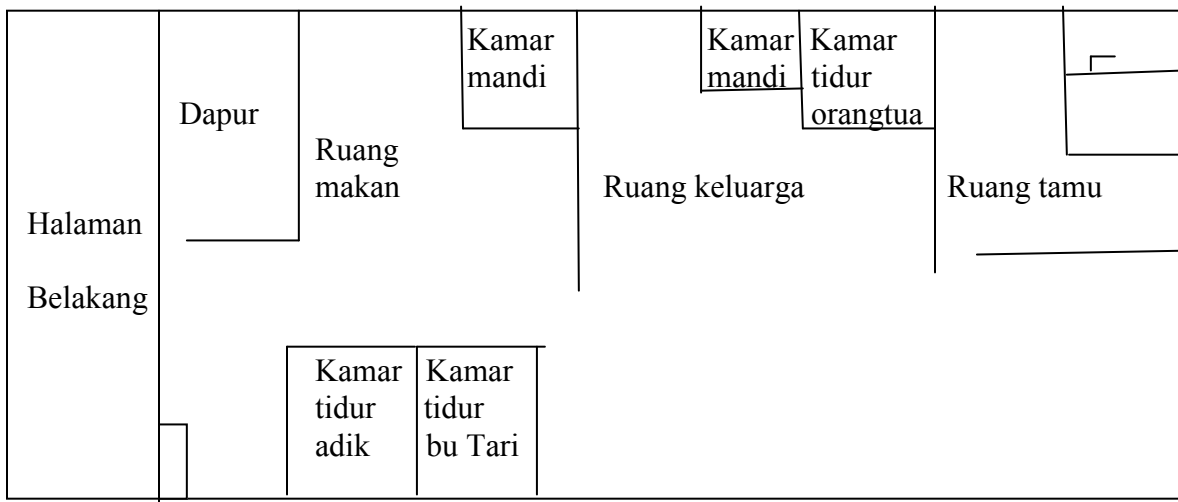 Halaman
Belakang
Dapur
Ruang
makan
Kamar
mandi
Ruang keluarga
Kamar
mandi
Kamar
tidur
orangtua
Ruang tamu
Kamar
tidur
adik
Kamar
tidur
bu Tari